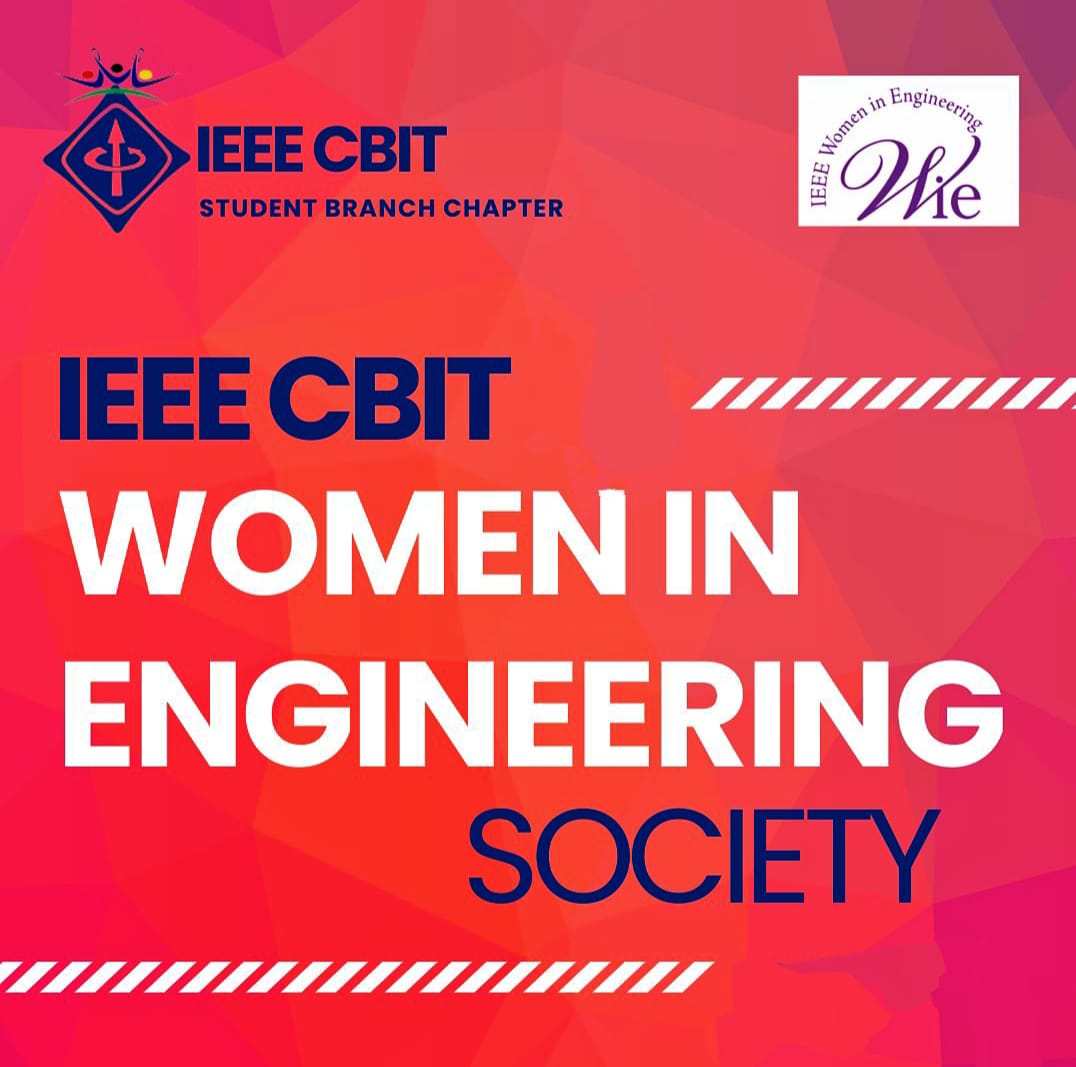 IEEE CBIT
STUDENT BRANCH CHAPTER
IEEE Women in Engineering
Wie
IEEE CBIT
WOMEN IN
ENGINEERING
SOCIETY